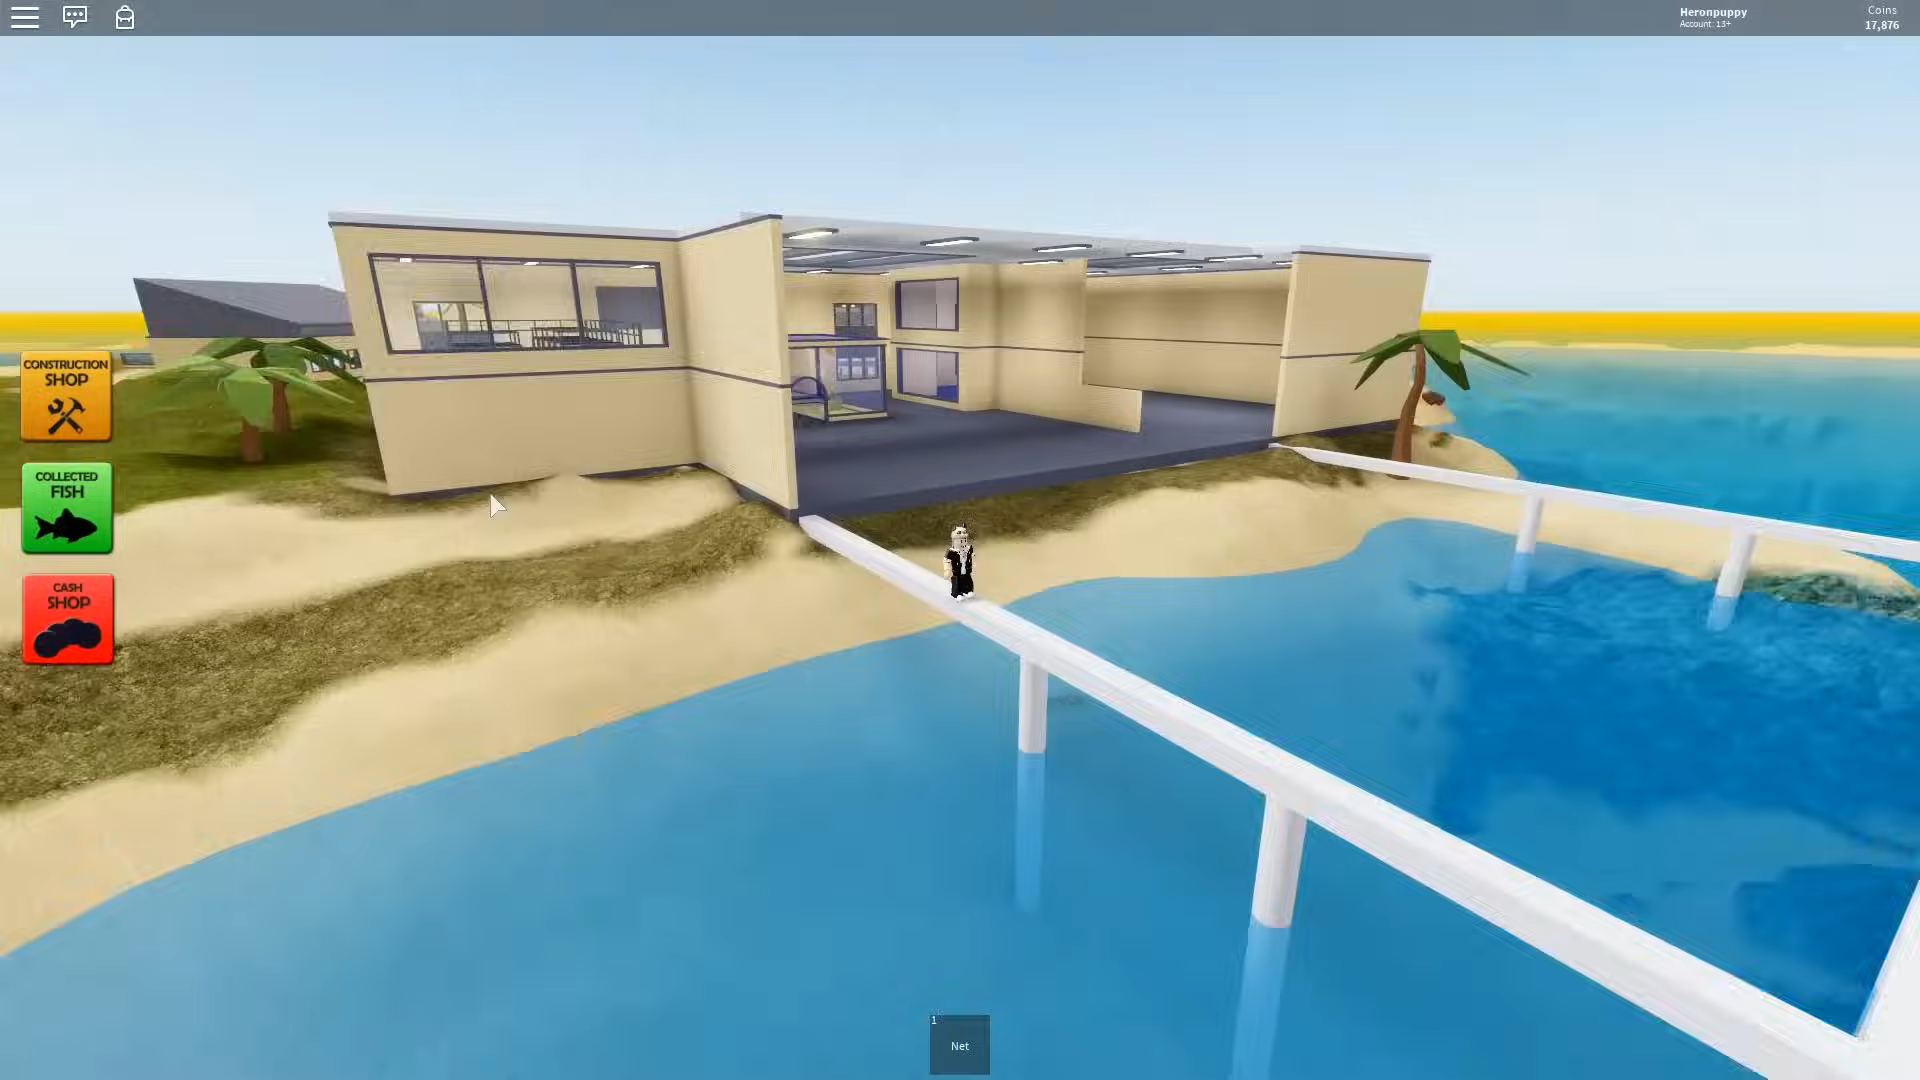 Heronpuppy
Account: 13+
Coins
17,876
CONSTRUCTION
SHOP
COLLECTED
FISH
CASH
SHOP
1
Net